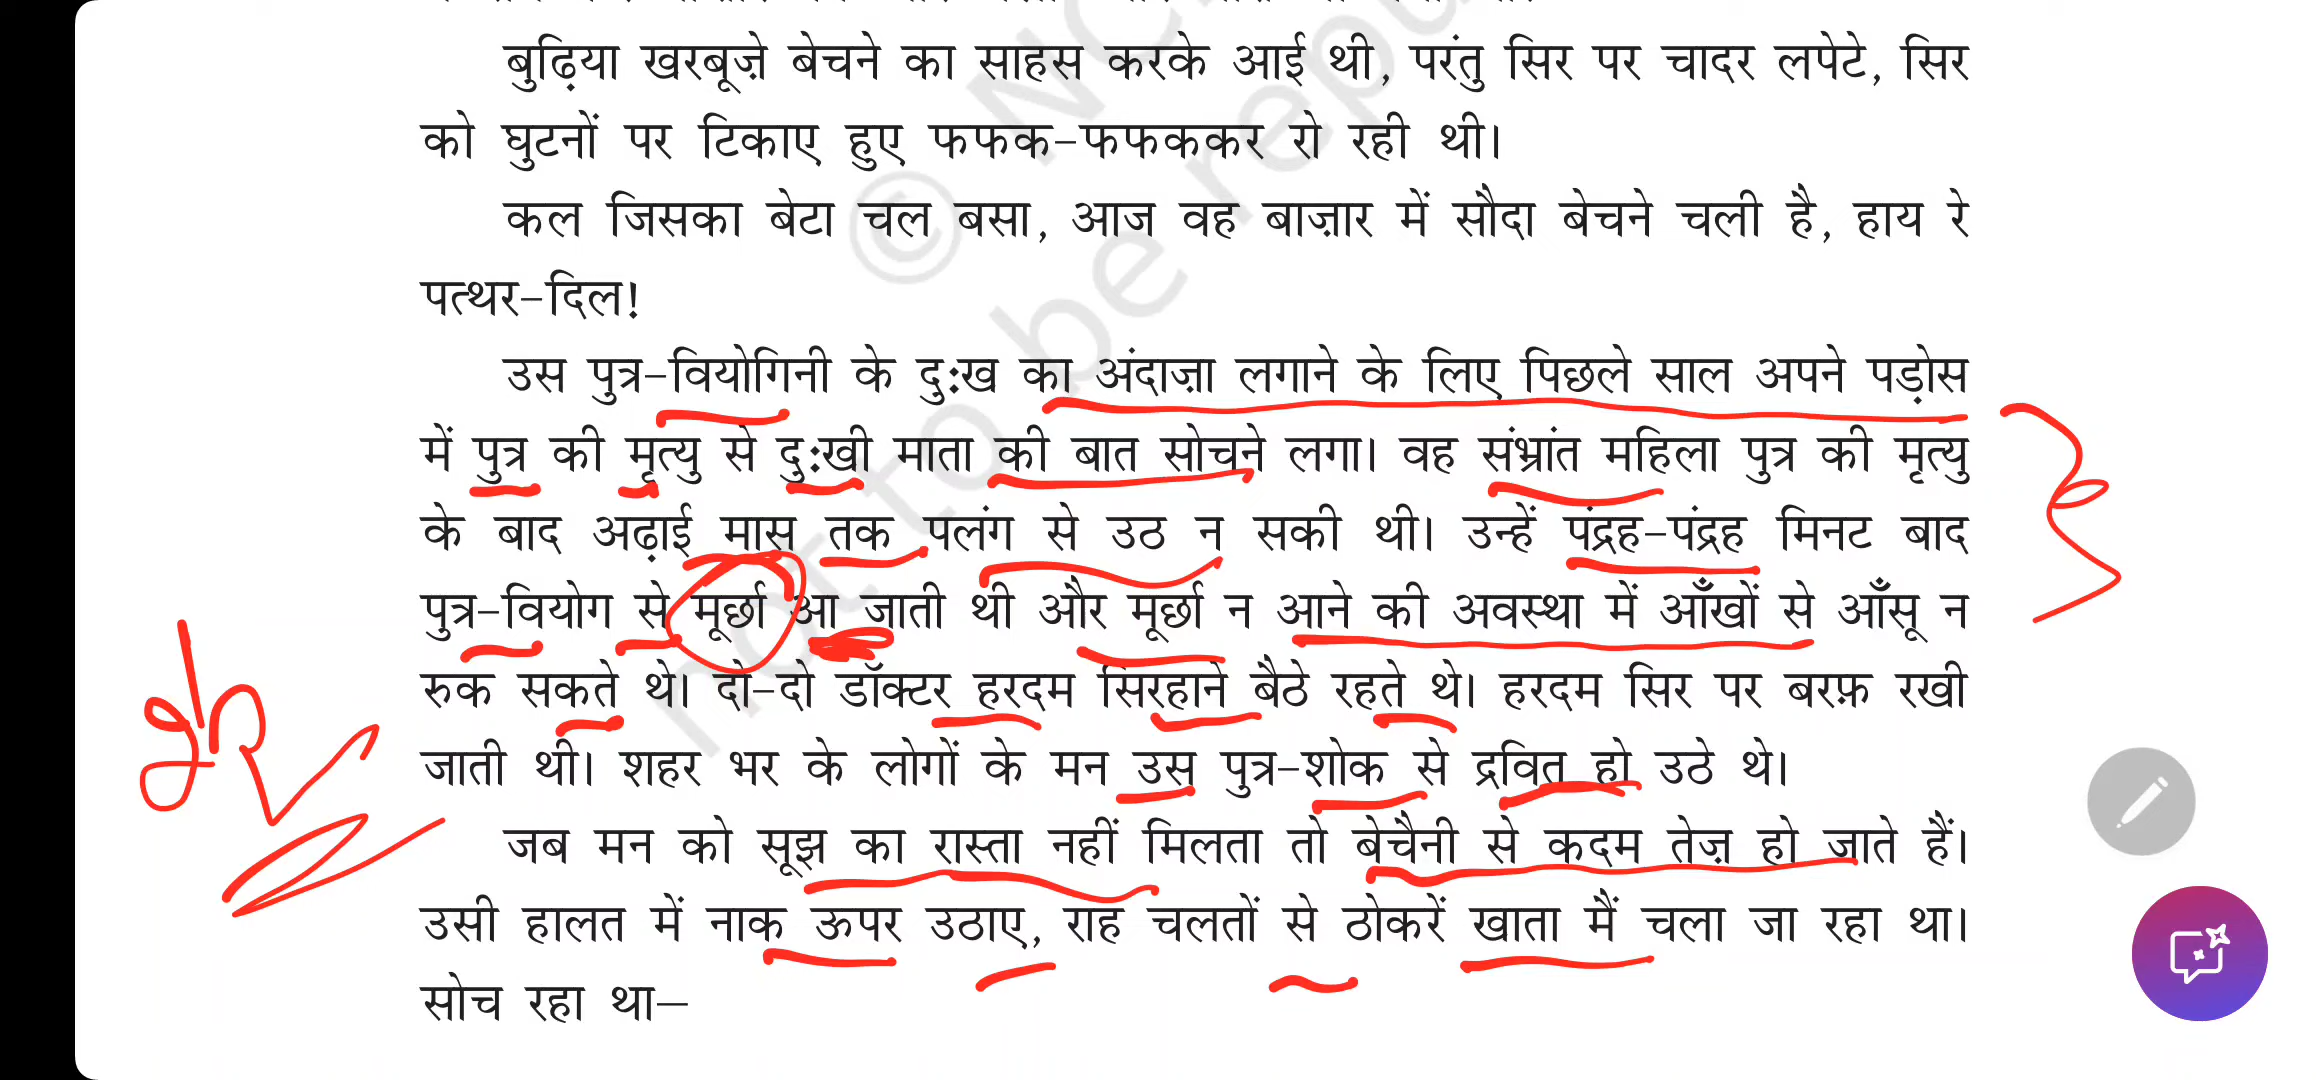 बुढ़िया खरबूज़े बेचने का साहस करके आई थी, परंतु सिर पर चादर लपेटे, सिर
को घुटनों पर टिकाए हुए फफक-फफककर रो रही थी।
कल जिसका बेटा चल बसा, आज वह बाज़ार में सौदा बेचने चली है, हाय रे
पत्थर-दिल!
उस पुत्र-वियोगिनी के दुःख का अंदाज़ा लगाने के लिए पिछले साल अपने पड़ोस
में पुत्र की मृत्यु से दुःखी माता की बात सोचने लगा। वह संभ्रांत महिला पुत्र की मृत्यु
के बाद अढ़ाई मास तक पलंग से उठ न सकी थी। उन्हें पंद्रह-पंद्रह मिनट बाद
पुत्र-वियोग से मूर्छा आ जाती थी और मूर्छा न आने की अवस्था में आँखों से आँसू न
रुक सकते थे। दो-दो डॉक्टर हरदम सिरहाने बैठे रहते थे। हरदम सिर पर बरफ़ रखी
जाती थी। शहर भर के लोगों के मन उस पुत्र-शोक से द्रवित हो उठे थे।
जब मन को सूझ का रास्ता नहीं मिलता तो बेचैनी से कदम तेज़ हो जाते हैं।
उसी हालत में नाक ऊपर उठाए, राह चलतों से ठोकरें खाता मैं चला जा रहा था।
सोच रहा था—